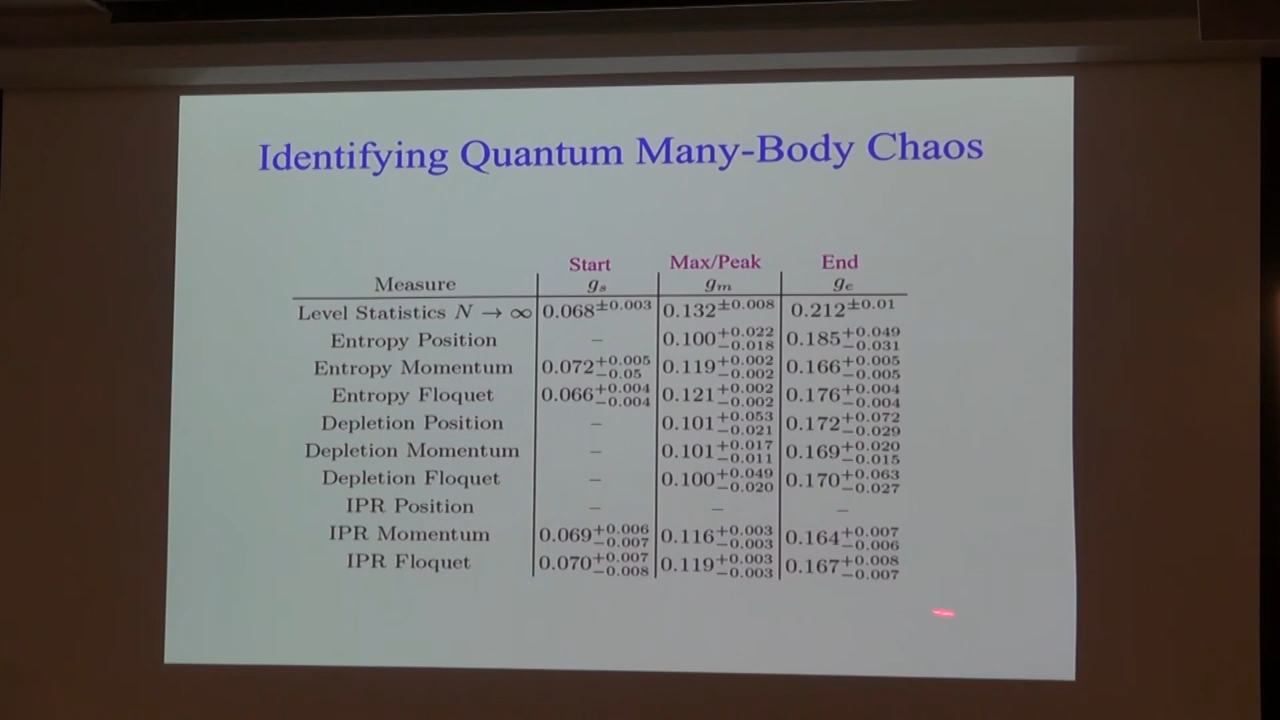 Identifying Quantum Many-Body Chaos
Start Max/Peak End
Measure g_s g_m g_e
Level Statistics N → ∞ 0.068^{±0.003} 0.132^{±0.008} 0.212^{±0.01}
Entropy Position – 0.100^{+0.022}_{−0.018} 0.185^{+0.049}_{−0.031}
Entropy Momentum 0.072^{+0.005}_{−0.05} 0.119^{+0.002}_{−0.002} 0.166^{+0.005}_{−0.005}
Entropy Floquet 0.066^{+0.004}_{−0.004} 0.121^{+0.002}_{−0.002} 0.176^{+0.004}_{−0.004}
Depletion Position – 0.101^{+0.053}_{−0.021} 0.172^{+0.072}_{−0.029}
Depletion Momentum – 0.101^{+0.017}_{−0.011} 0.169^{+0.020}_{−0.015}
Depletion Floquet – 0.100^{+0.049}_{−0.020} 0.170^{+0.063}_{−0.027}
IPR Position – – –
IPR Momentum 0.069^{+0.006}_{−0.007} 0.116^{+0.003}_{−0.003} 0.164^{+0.007}_{−0.006}
IPR Floquet 0.070^{+0.007}_{−0.008} 0.119^{+0.003}_{−0.003} 0.167^{+0.008}_{−0.007}